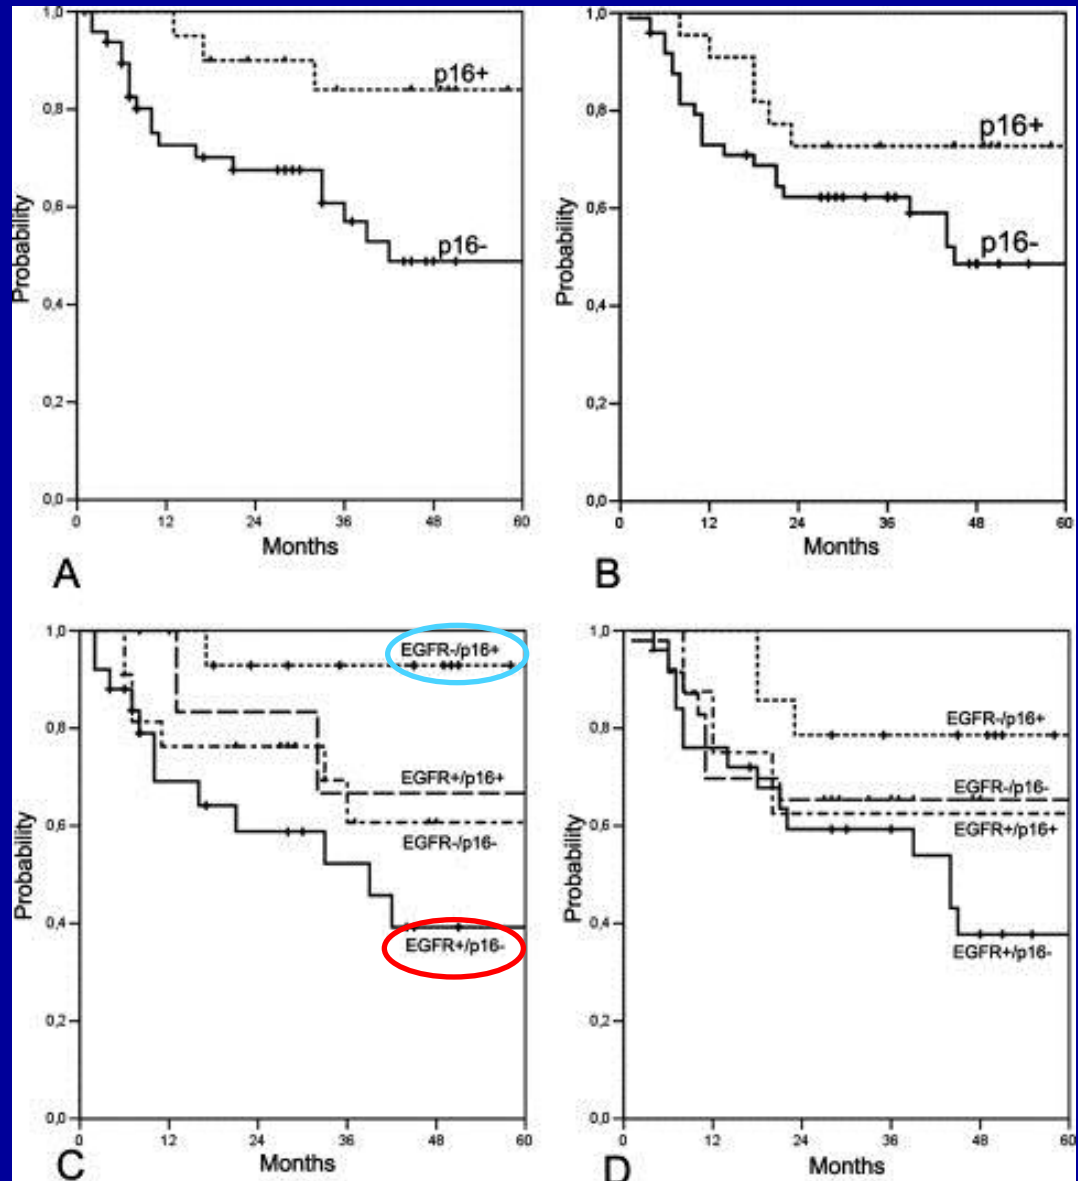 1,0
0,8
0,6
0,4
0,2
0,0
Probability
p16+
p16-
0 12 24 36 48 60
Months
A
1,0
0,8
0,6
0,4
0,2
0,0
Probability
p16+
p16-
0 12 24 36 48 60
Months
B
1,0
0,8
0,6
0,4
0,2
0,0
Probability
EGFR-/p16+
EGFR+/p16+
EGFR-/p16-
EGFR+/p16-
0 12 24 36 48 60
Months
C
1,0
0,8
0,6
0,4
0,2
0,0
Probability
EGFR-/p16+
EGFR-/p16-
EGFR+/p16+
EGFR+/p16-
0 12 24 36 48 60
Months
D